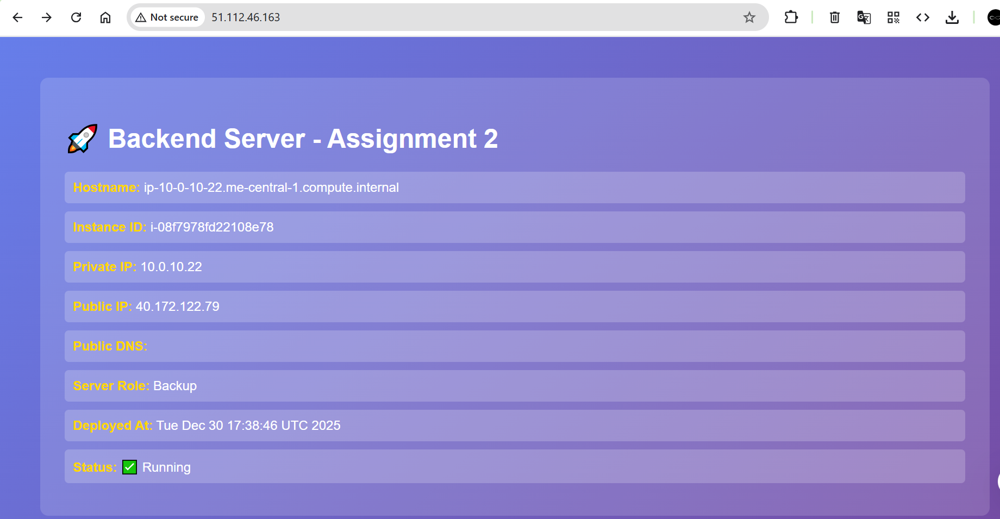 Not secure 51.112.46.163
🚀 Backend Server - Assignment 2
Hostname: ip-10-0-10-22.me-central-1.compute.internal
Instance ID: i-08f7978fd22108e78
Private IP: 10.0.10.22
Public IP: 40.172.122.79
Public DNS:
Server Role: Backup
Deployed At: Tue Dec 30 17:38:46 UTC 2025
Status: ✅ Running